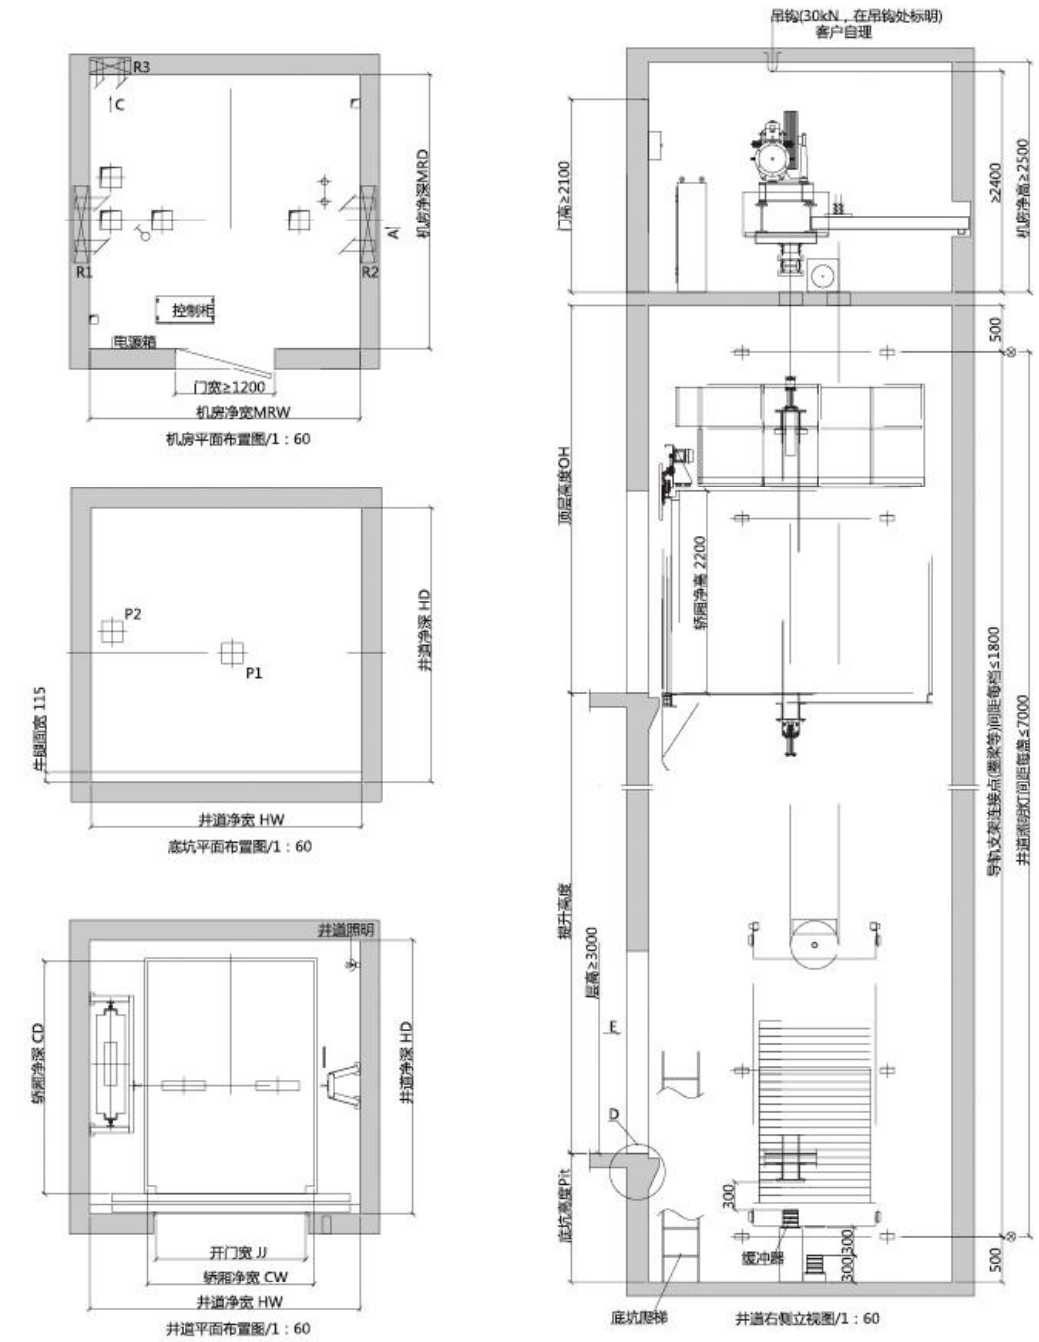 R3
C
机房净深MRD
A
R1
R2
控制柜
电源箱
门宽≥1200
机房净宽MRW
机房平面布置图/1：60
P2
P1
井道净深 HD
牛腿面宽 115
井道净宽 HW
底坑平面布置图/1：60
井道照明
轿厢净深 CD
井道净深 HD
开门宽 JJ
轿厢净宽 CW
井道净宽 HW
井道平面布置图/1：60
吊钩(30kN，在吊钩处标明)
客户自理
门高≥2100
≥2400
机房净高≥2500
500
顶层高度OH
轿厢净高 2200
导轨支架连接点(圈梁等)间距每档≤1800
井道照明灯间距每盏≤7000
提升高度
层高≥3000
E
D
底坑高度Pit
300
缓冲器
300
300
500
底坑爬梯
井道右侧立视图/1：60